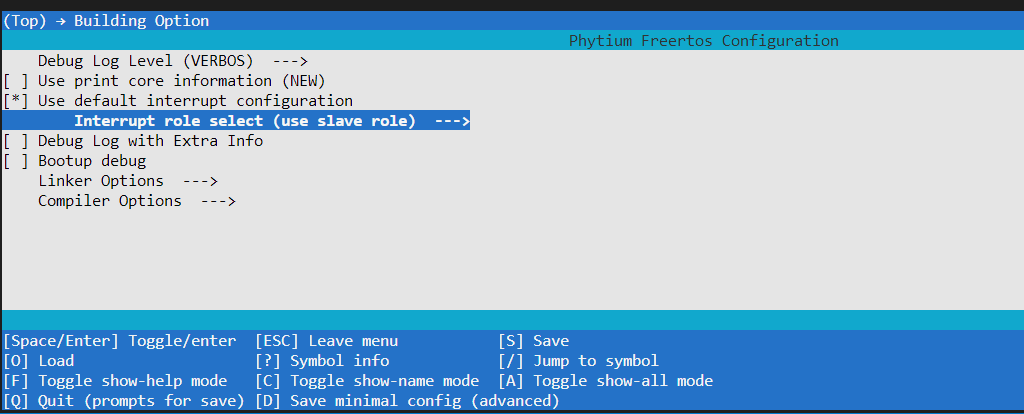 (Top) → Building Option
Phytium Freertos Configuration
Debug Log Level (VERBOS)  --->
[ ] Use print core information (NEW)
[*] Use default interrupt configuration
Interrupt role select (use slave role)  --->
[ ] Debug Log with Extra Info
[ ] Bootup debug
Linker Options  --->
Compiler Options  --->
[Space/Enter] Toggle/enter  [ESC] Leave menu  [S] Save
[O] Load  [?] Symbol info  [/] Jump to symbol
[F] Toggle show-help mode  [C] Toggle show-name mode  [A] Toggle show-all mode
[Q] Quit (prompts for save) [D] Save minimal config (advanced)